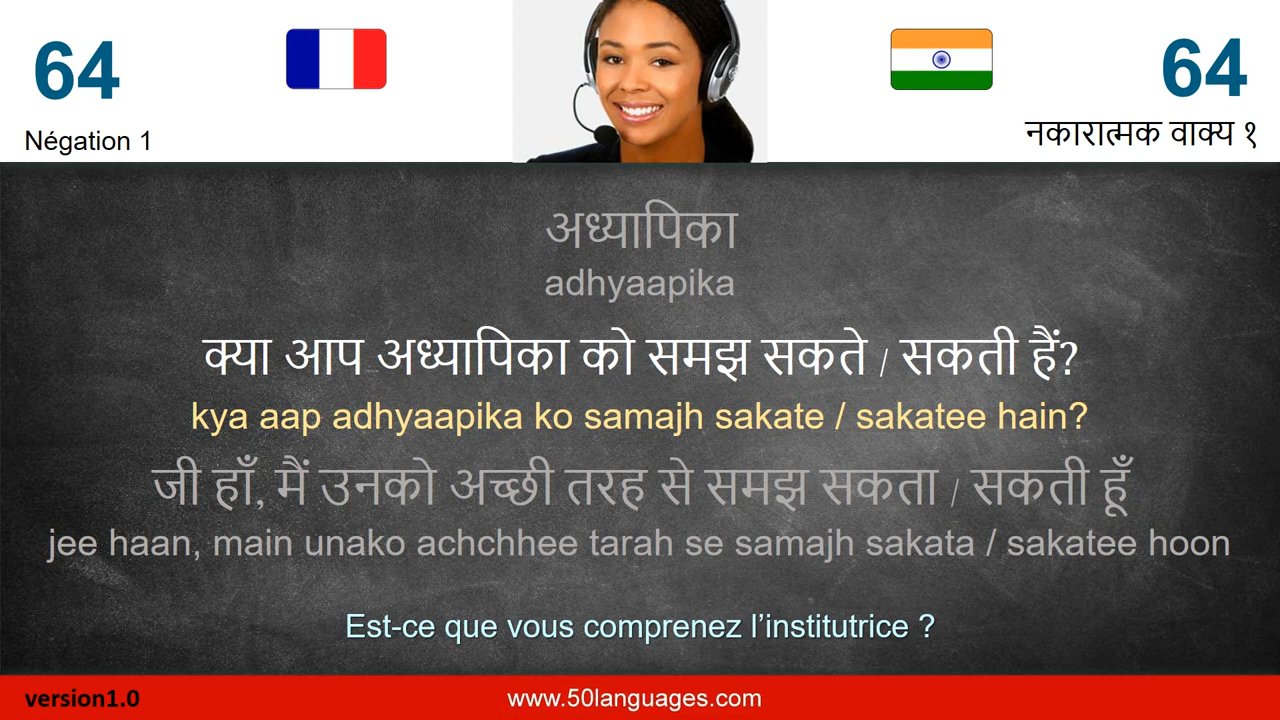 64
64
Négation 1
नकारात्मक वाक्य १
अध्यापिका
adhyaapika
क्या आप अध्यापिका को समझ सकते / सकती हैं?
kya aap adhyaapika ko samajh sakate / sakatee hain?
जी हाँ, मैं उनको अच्छी तरह से समझ सकता / सकती हूँ
jee haan, main unako achchhee tarah se samajh sakata / sakatee hoon
Est-ce que vous comprenez l’institutrice ?
version1.0
www.50languages.com